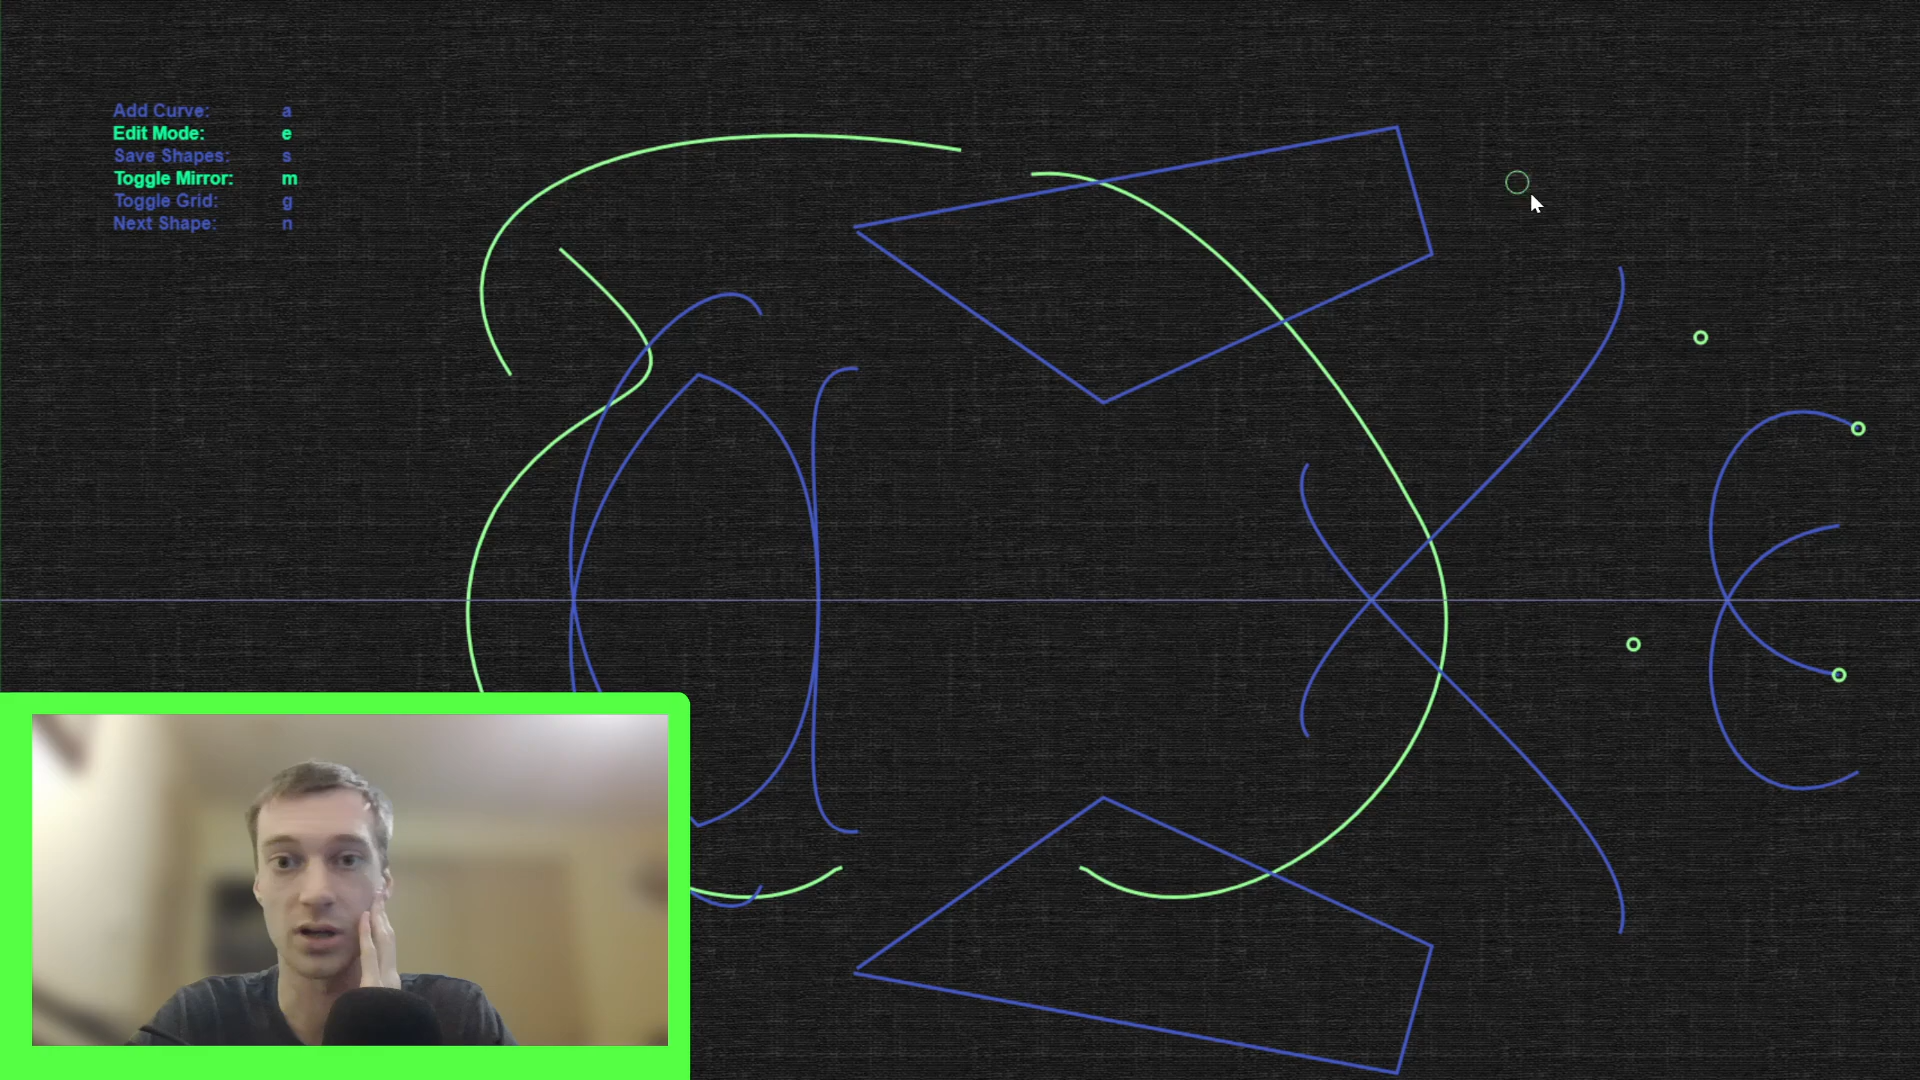 Add Curve: a
Edit Mode: e
Save Shapes: s
Toggle Mirror: m
Toggle Grid: g
Next Shape: n